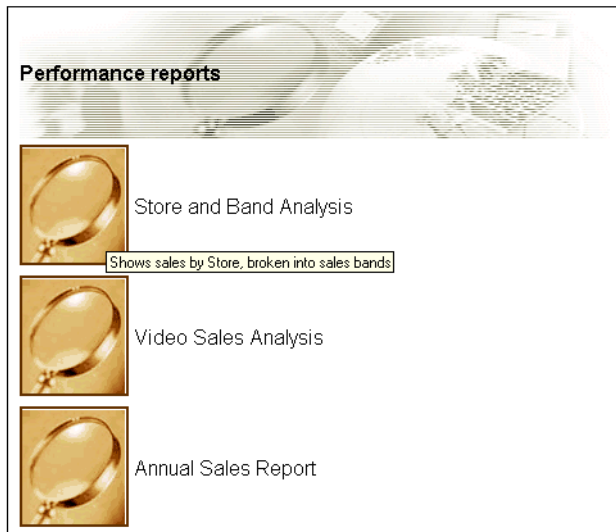 Performance reports
Store and Band Analysis
Shows sales by Store, broken into sales bands
Video Sales Analysis
Annual Sales Report